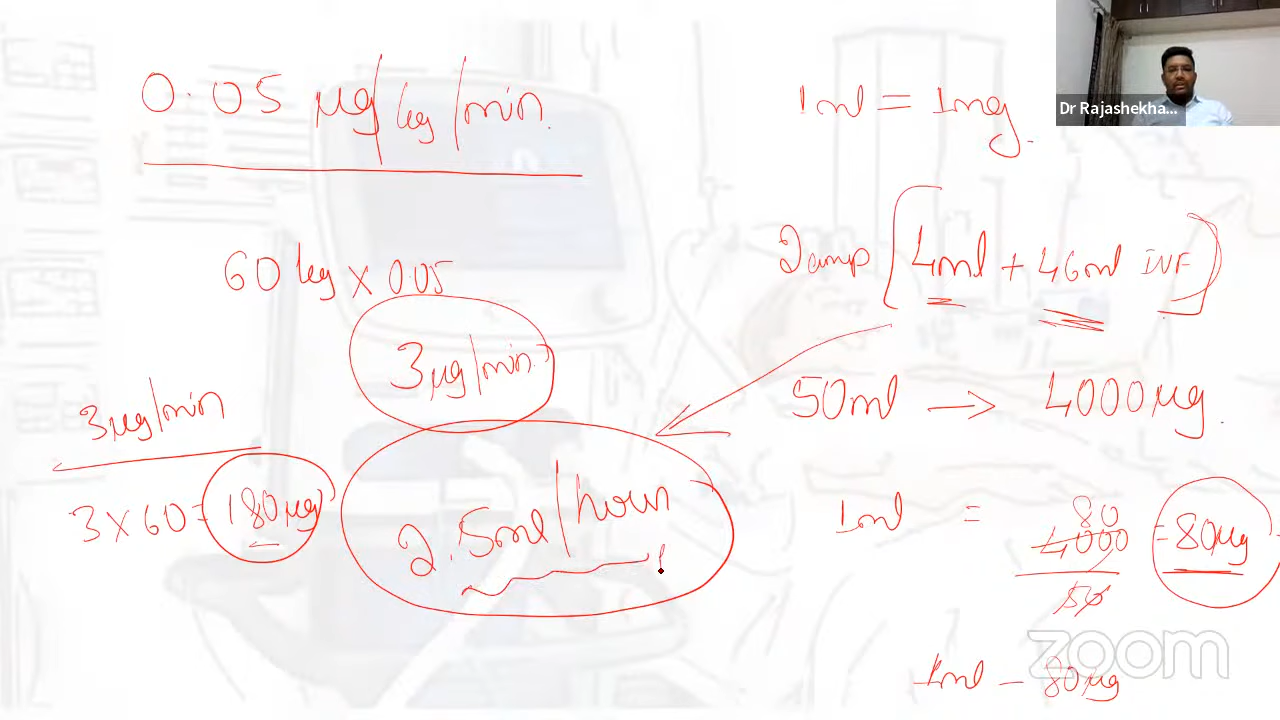 0.05 µg/kg/min.
1ml = 1mg.
Dr Rajashekha...
60 kg x 0.05
2amp [4ml + 46ml IVF]
3µg/min.
50ml → 4000µg.
3µg/min
3 x 60 = 180µg
2.5ml/hour
1ml = 80
4000 = 80µg
50
1ml - 80µg
zoom